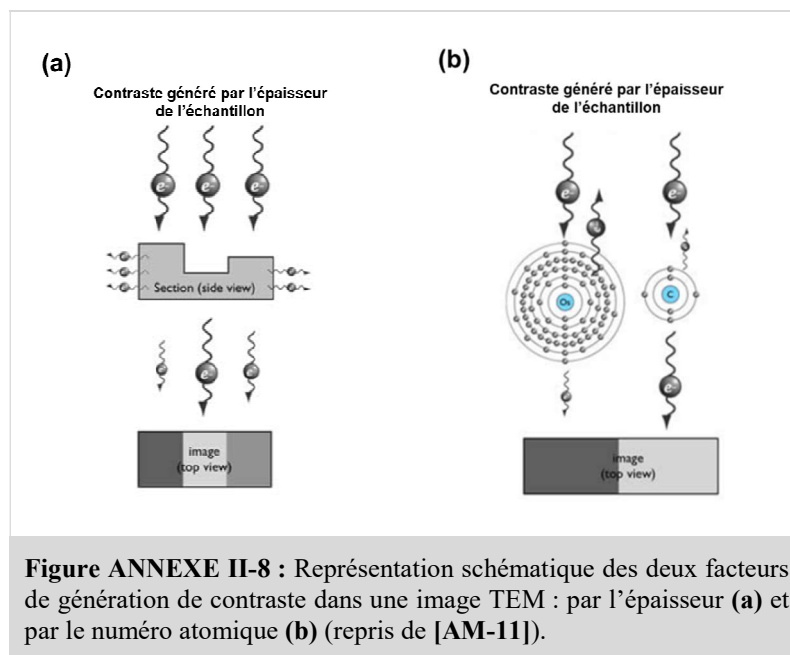 (a)
Contraste généré par l'épaisseur
de l'échantillon
e-
e-
e-
Section (side view)
e-
image
(top view)
(b)
Contraste généré par l'épaisseur
de l'échantillon
e-
e-
Os
C
e-
image
(top view)
Figure ANNEXE II-8 : Représentation schématique des deux facteurs
de génération de contraste dans une image TEM : par l'épaisseur (a) et
par le numéro atomique (b) (repris de [AM-11]).